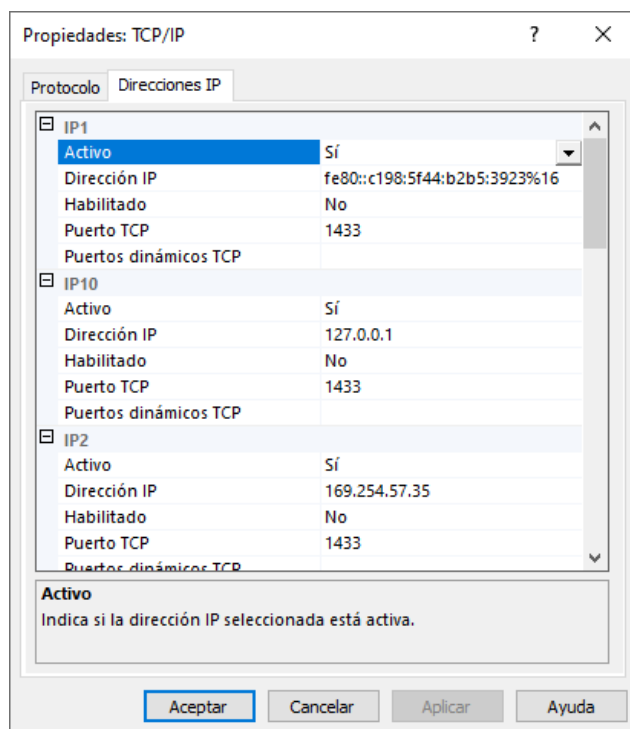 Propiedades: TCP/IP ? ×
Protocolo Direcciones IP
IP1
Activo Sí
Dirección IP fe80::c198:5f44:b2b5:3923%16
Habilitado No
Puerto TCP 1433
Puertos dinámicos TCP
IP10
Activo Sí
Dirección IP 127.0.0.1
Habilitado No
Puerto TCP 1433
Puertos dinámicos TCP
IP2
Activo Sí
Dirección IP 169.254.57.35
Habilitado No
Puerto TCP 1433
Puertos dinámicos TCP
Activo
Indica si la dirección IP seleccionada está activa.
Aceptar Cancelar Aplicar Ayuda